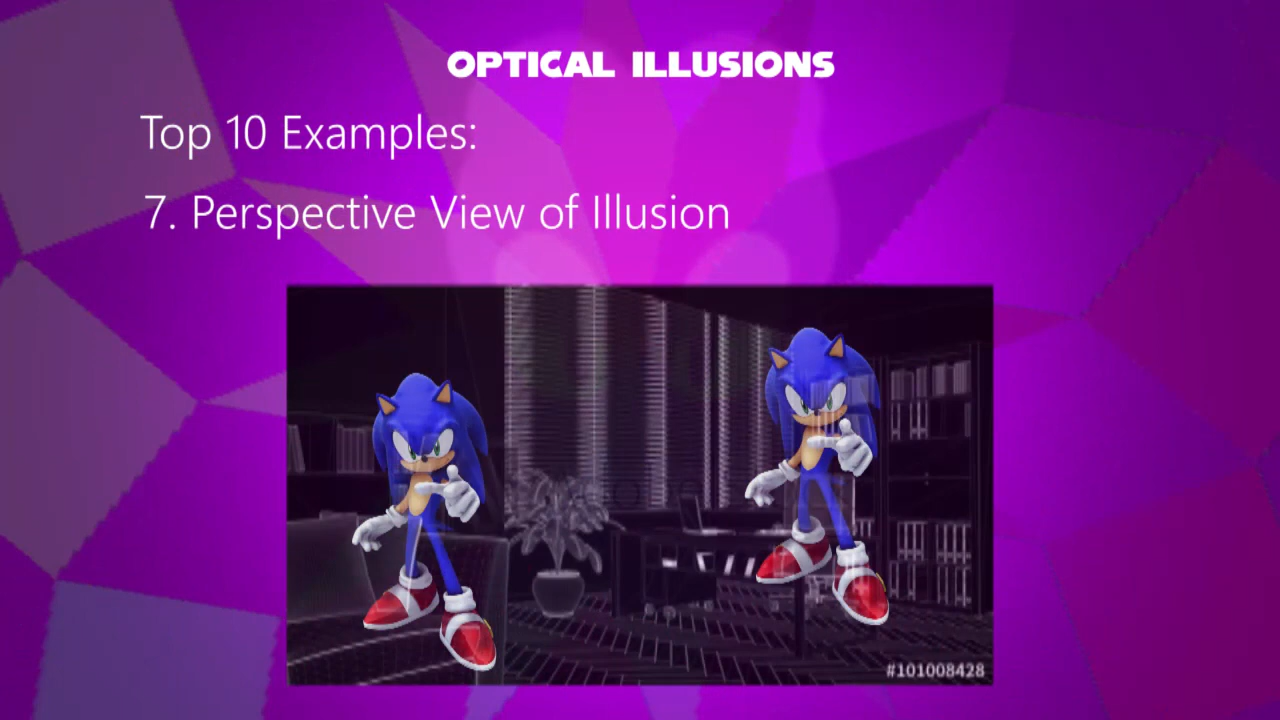 OPTICAL ILLUSIONS
Top 10 Examples:
7. Perspective View of Illusion
#101008428